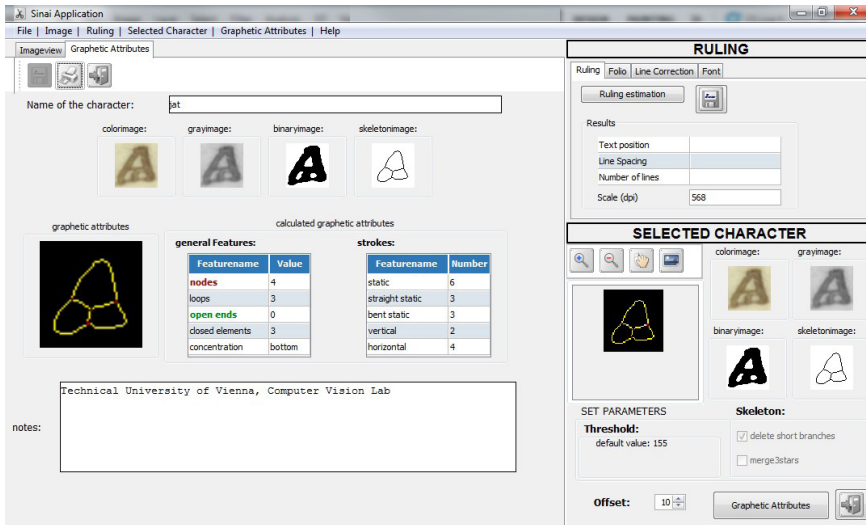 Sinai Application
File | Image | Ruling | Selected Character | Graphetic Attributes | Help
Imageview Graphetic Attributes
Name of the character: jat
colorimage: grayimage: binaryimage: skeletonimage:
graphetic attributes
calculated graphetic attributes
general Features:
Featurename Value
nodes 4
loops 3
open ends 0
closed elements 3
concentration bottom
strokes:
Featurename Number
static 6
straight static 3
bent static 3
vertical 2
horizontal 4
notes:
Technical University of Vienna, Computer Vision Lab
RULING
Ruling Folio Line Correction Font
Ruling estimation
Results
Text position
Line Spacing
Number of lines
Scale (dpi) 568
SELECTED CHARACTER
colorimage: grayimage:
binaryimage: skeletonimage:
SET PARAMETERS
Threshold:
default value: 155
Skeleton:
delete short branches
merge3stars
Offset: 10
Graphetic Attributes